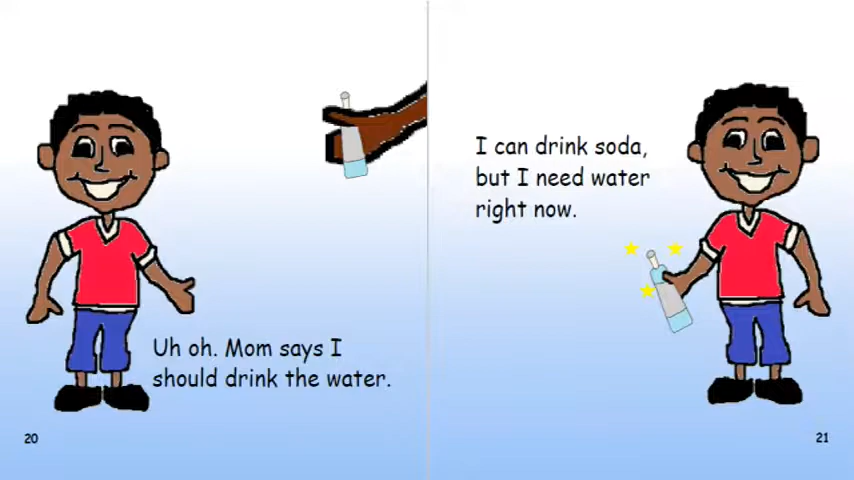 Uh oh. Mom says I
should drink the water.
20
I can drink soda,
but I need water
right now.
21